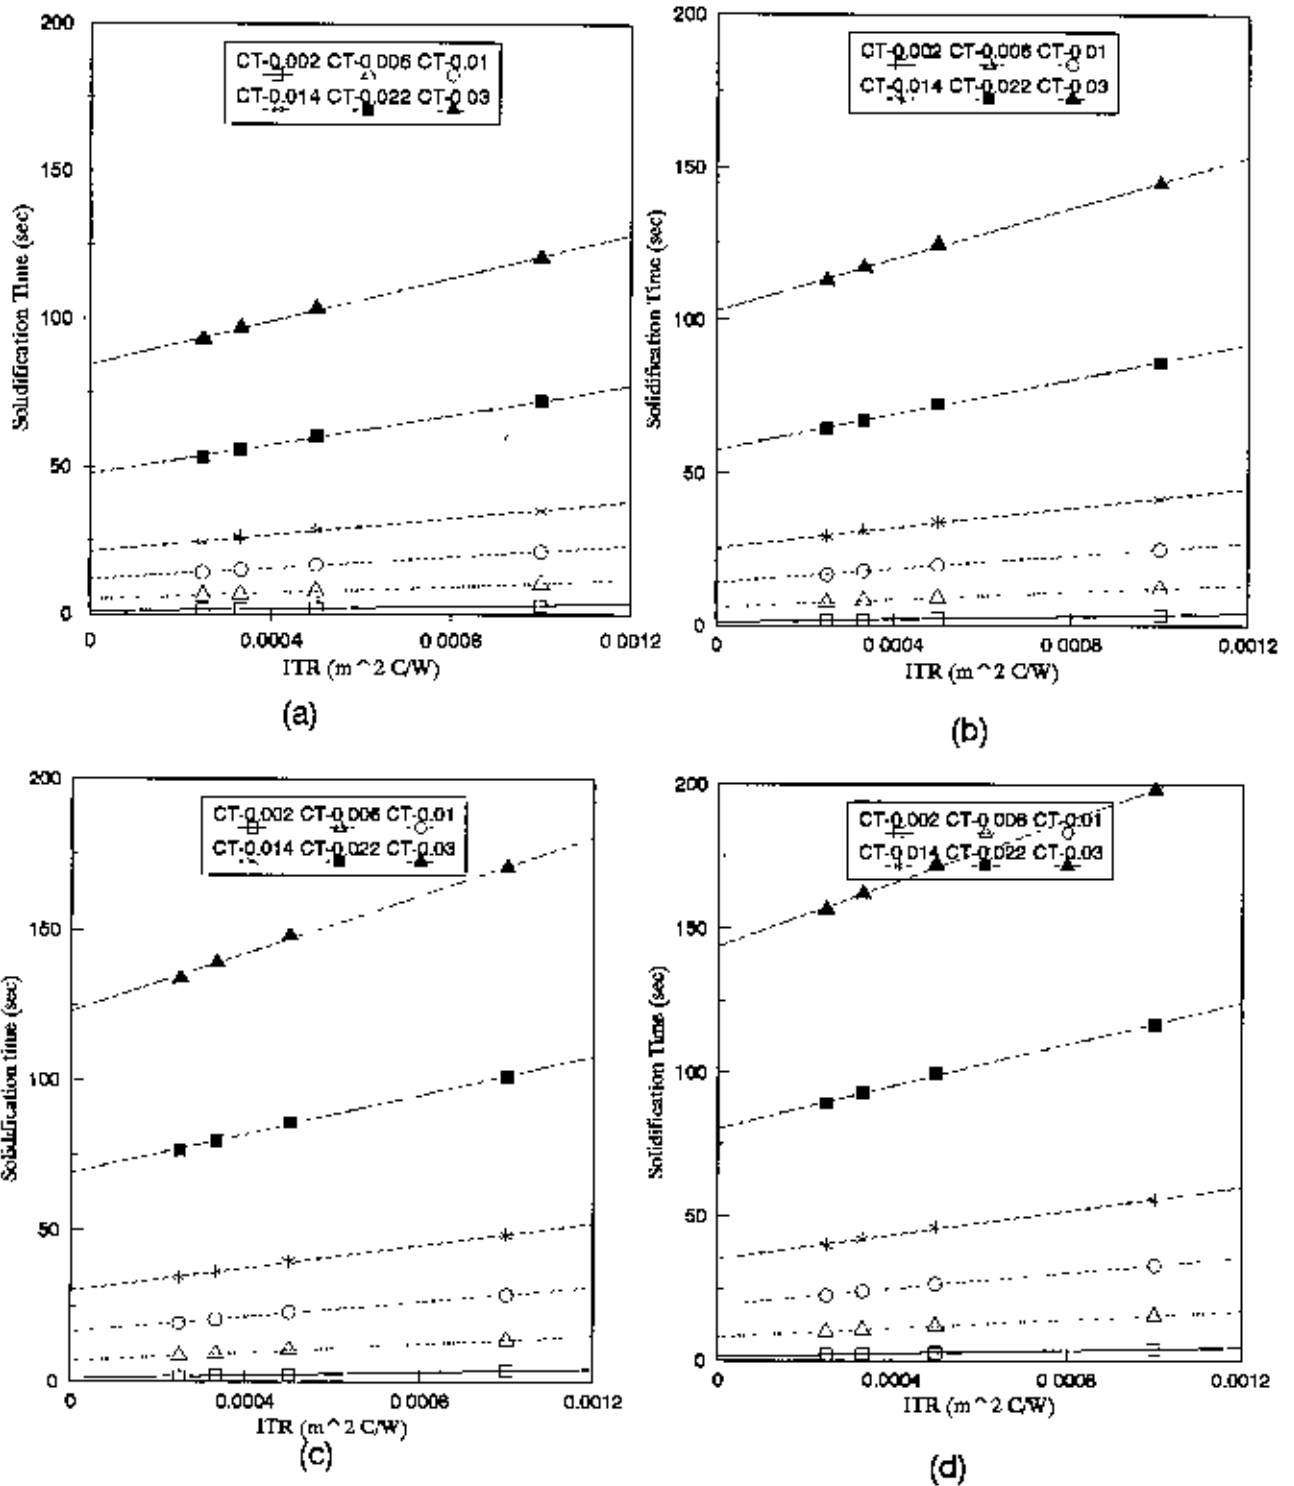 200
CT-0.002 CT-0.006 CT-0.01
CT-0.014 CT-0.022 CT-0.03
150
100
50
0
Solidification Time (sec)
0 0.0004 0.0008 0.0012
ITR (m^2 C/W)
(a)
200
CT-0.002 CT-0.006 CT-0.01
CT-0.014 CT-0.022 CT-0.03
150
100
50
0
Solidification Time (sec)
0 0.0004 0.0008 0.0012
ITR (m^2 C/W)
(b)
200
CT-0.002 CT-0.006 CT-0.01
CT-0.014 CT-0.022 CT-0.03
150
100
50
0
Solidification time (sec)
0 0.0004 0.0008 0.0012
ITR (m^2 C/W)
(c)
200
CT-0.002 CT-0.006 CT-0.01
CT-0.014 CT-0.022 CT-0.03
150
100
50
0
Solidification Time (sec)
0 0.0004 0.0008 0.0012
ITR (m^2 C/W)
(d)